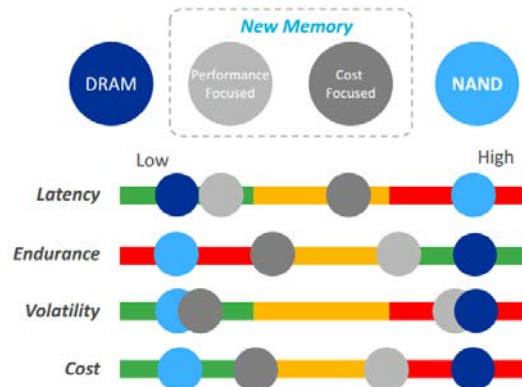 New Memory
DRAM
Performance
Focused
Cost
Focused
NAND
Low
High
Latency
Endurance
Volatility
Cost